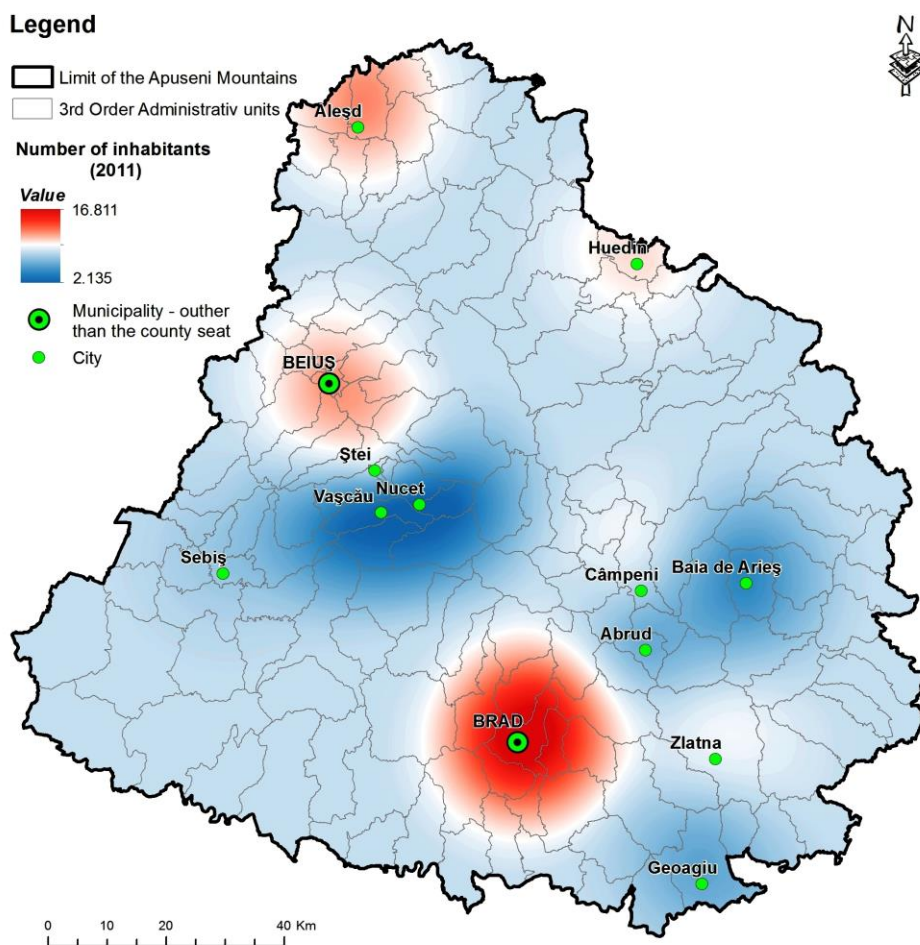 Legend
Limit of the Apuseni Mountains
3rd Order Administrativ units
Number of inhabitants
(2011)
Value
16.811
2.135
Municipality - outher
than the county seat
City
N
Aleşd
Huedin
BEIUŞ
Ştei
Nucet
Vaşcău
Sebiş
Câmpeni
Baia de Arieş
Abrud
BRAD
Zlatna
Geoagiu
0 10 20 40 Km